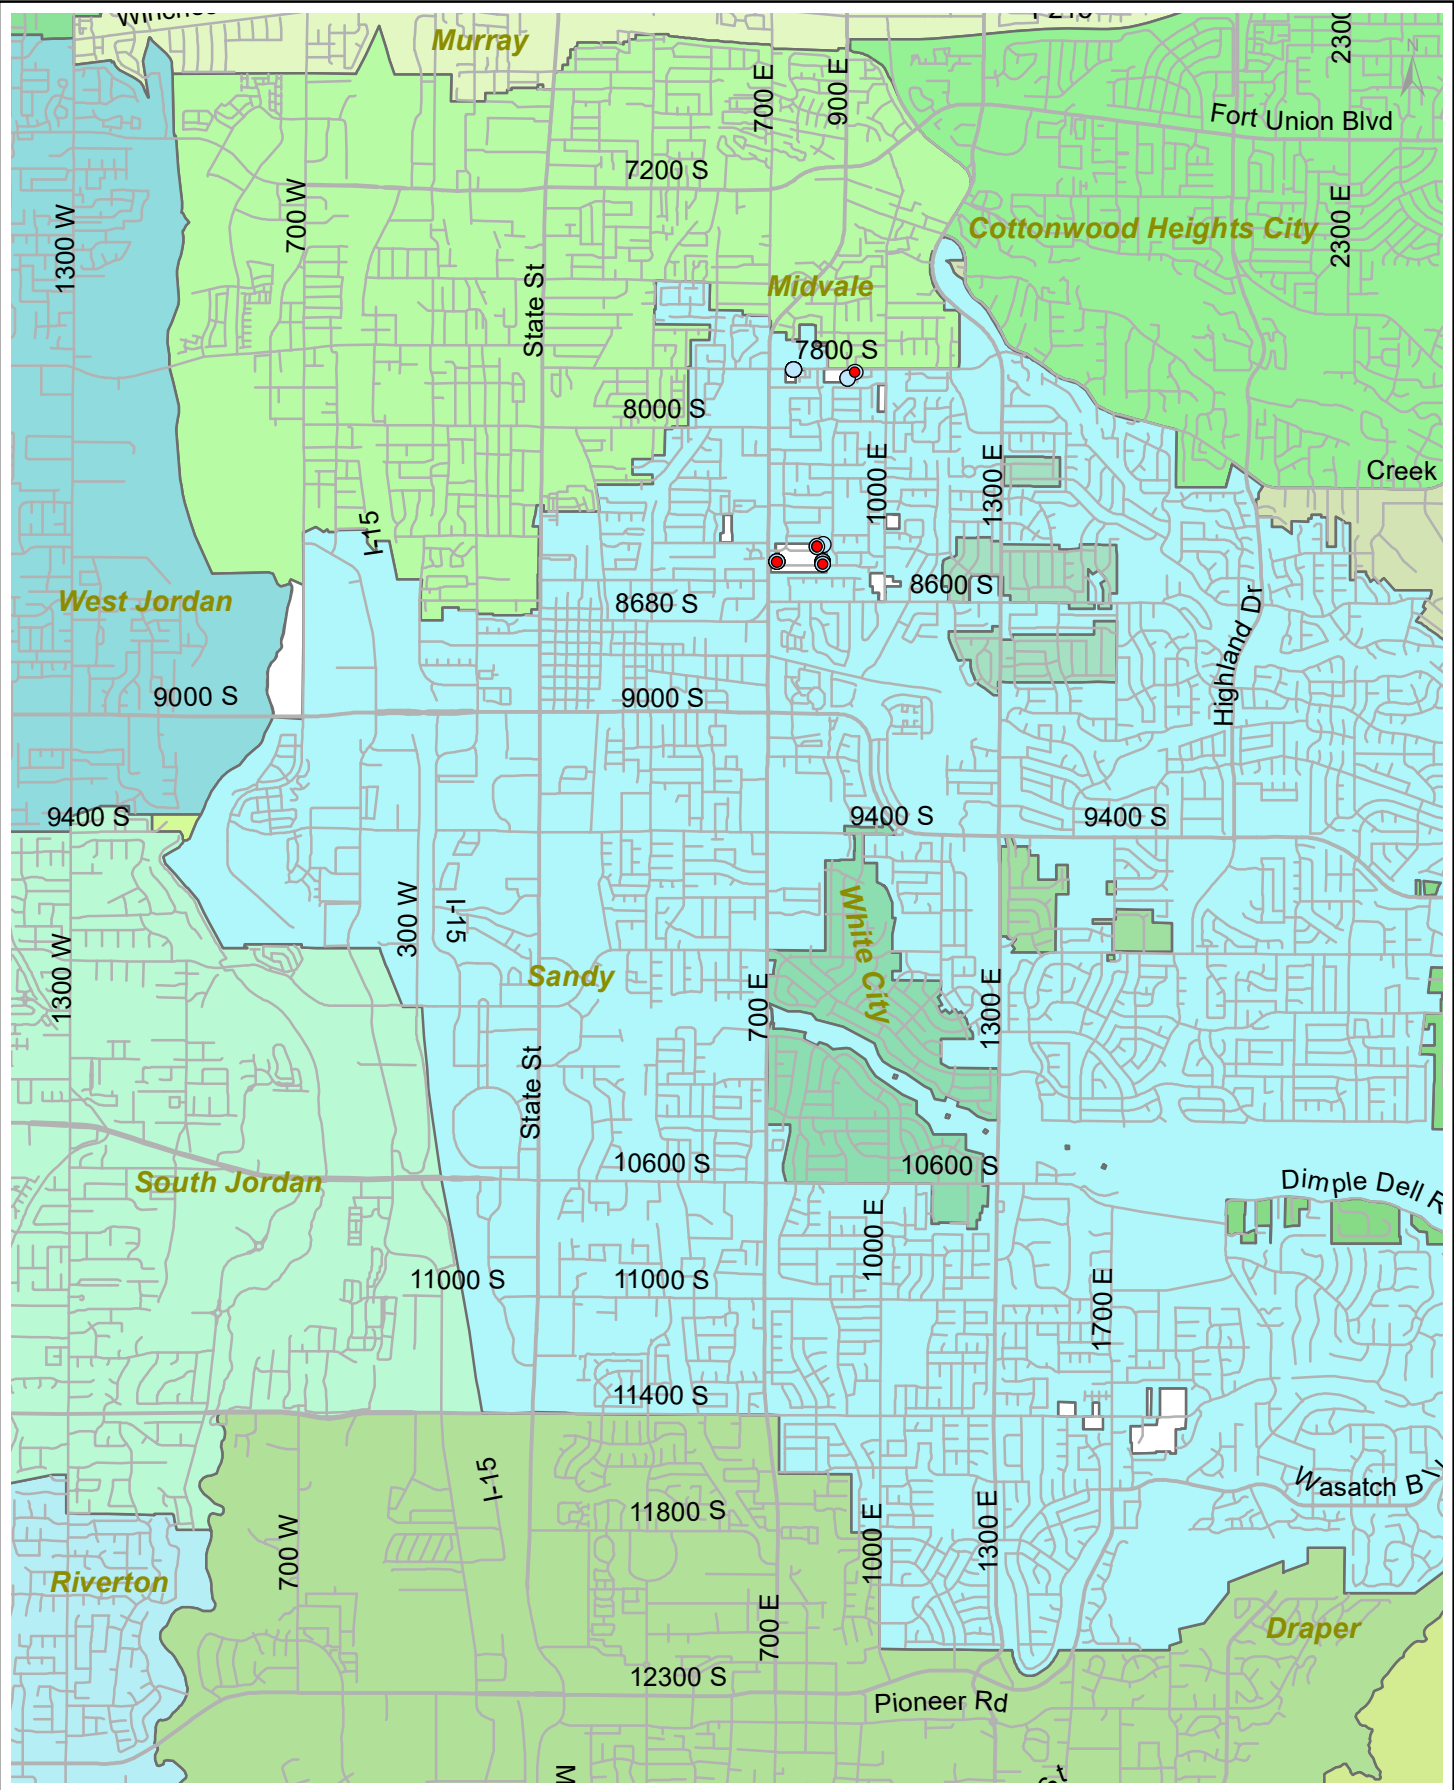 Murray
700 E
900 E
2300
N
Fort Union Blvd
7200 S
1300 W
700 W
Cottonwood Heights City
2300 E
State St
Midvale
7800 S
8000 S
1000 E
1300 E
Creek
I-15
8600 S
West Jordan
8680 S
Highland Dr
9000 S
9000 S
9400 S
9400 S
9400 S
300 W
I-15
White City
1300 W
Sandy
700 E
1300 E
State St
10600 S
10600 S
South Jordan
Dimple Dell R
1000 E
11000 S
11000 S
1700 E
11400 S
I-15
Wasatch Blv
11800 S
700 W
1000 E
1300 E
Riverton
700 E
Draper
12300 S
Pioneer Rd
M
St